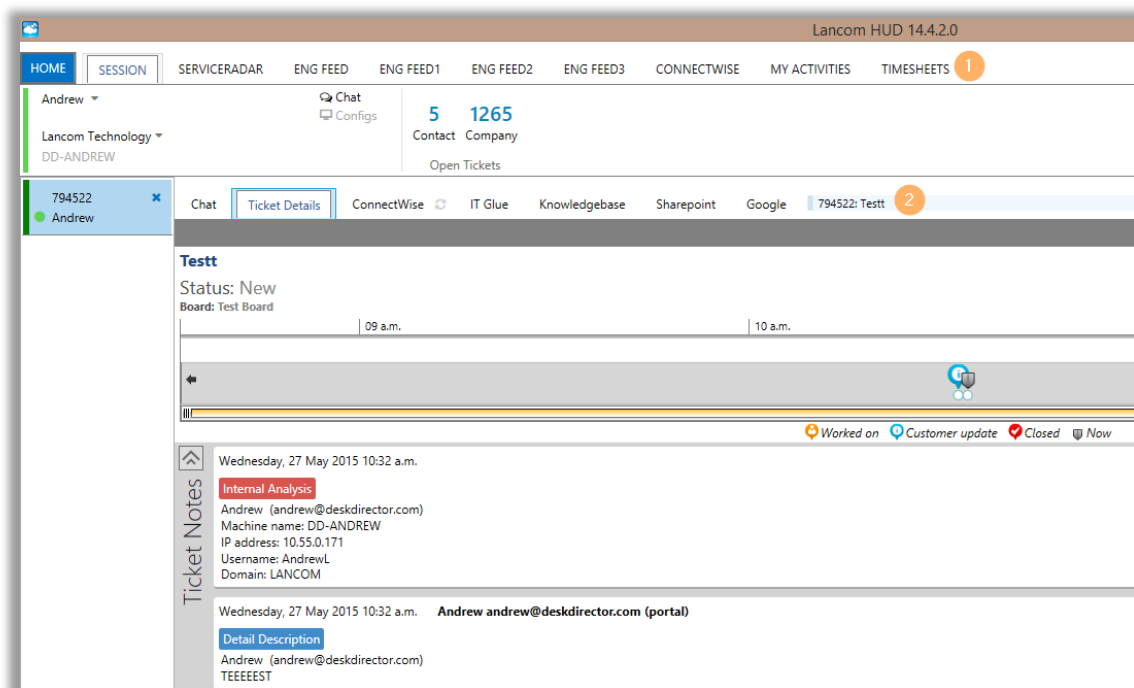 Lancom HUD 14.4.2.0
HOME SESSION SERVICERADAR ENG FEED ENG FEED1 ENG FEED2 ENG FEED3 CONNECTWISE MY ACTIVITIES TIMESHEETS 1
Andrew Chat
Configs
5 1265
Lancom Technology Contact Company
DD-ANDREW
Open Tickets
794522
Andrew
Chat Ticket Details ConnectWise IT Glue Knowledgebase Sharepoint Google 794522: Testt 2
Testt
Status: New
Board: Test Board
09 a.m. 10 a.m.
Worked on Customer update Closed Now
Ticket Notes
Wednesday, 27 May 2015 10:32 a.m.
Internal Analysis
Andrew (andrew@deskdirector.com)
Machine name: DD-ANDREW
IP address: 10.55.0.171
Username: AndrewL
Domain: LANCOM
Wednesday, 27 May 2015 10:32 a.m. Andrew andrew@deskdirector.com (portal)
Detail Description
Andrew (andrew@deskdirector.com)
TEEEEEST